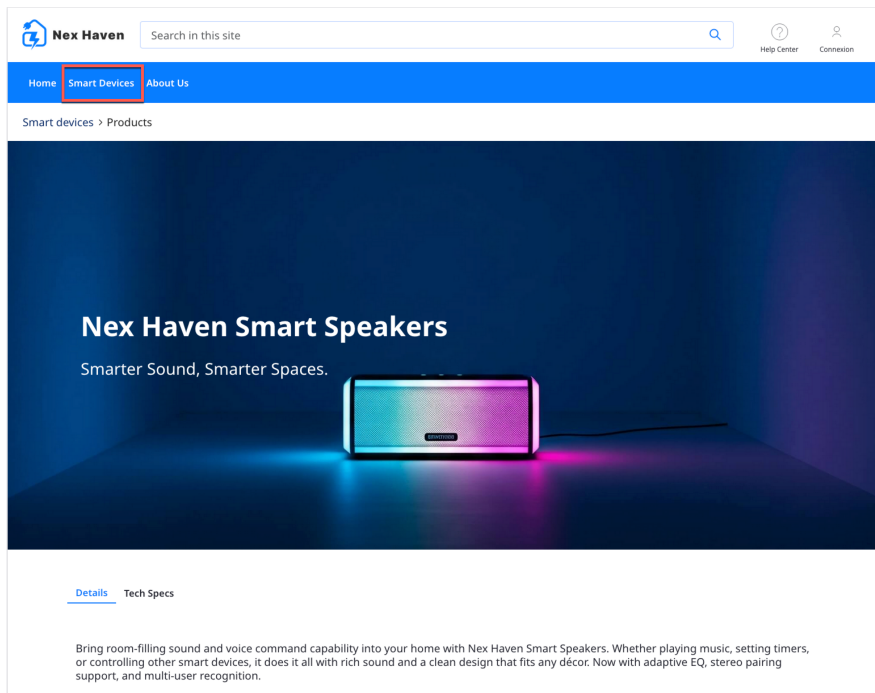 Nex Haven
Search in this site
Help Center
Connexion
Home Smart Devices About Us
Smart devices > Products
Nex Haven Smart Speakers
Smarter Sound, Smarter Spaces.
Details Tech Specs
Bring room-filling sound and voice command capability into your home with Nex Haven Smart Speakers. Whether playing music, setting timers,
or controlling other smart devices, it does it all with rich sound and a clean design that fits any décor. Now with adaptive EQ, stereo pairing
support, and multi-user recognition.